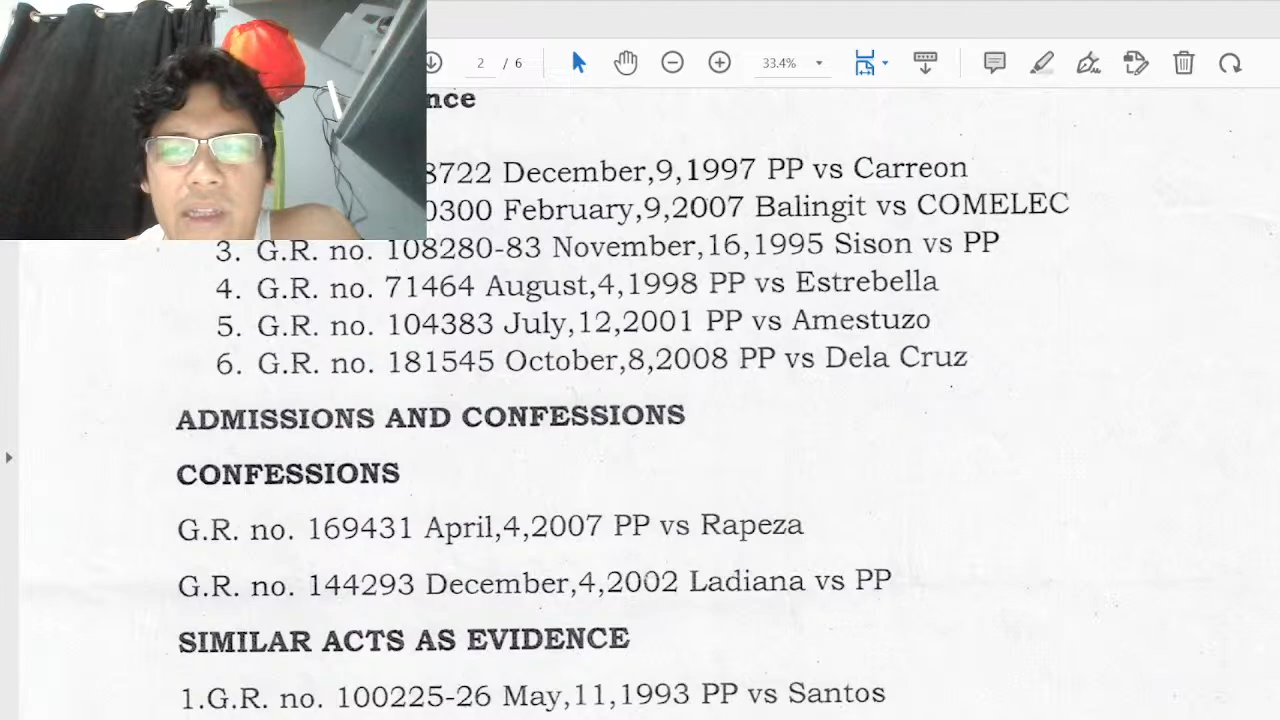 2 / 6
33.4%
nce
8722 December,9,1997 PP vs Carreon
0300 February,9,2007 Balingit vs COMELEC
3. G.R. no. 108280-83 November,16,1995 Sison vs PP
4. G.R. no. 71464 August,4,1998 PP vs Estrebella
5. G.R. no. 104383 July,12,2001 PP vs Amestuzo
6. G.R. no. 181545 October,8,2008 PP vs Dela Cruz
ADMISSIONS AND CONFESSIONS
CONFESSIONS
G.R. no. 169431 April,4,2007 PP vs Rapeza
G.R. no. 144293 December,4,2002 Ladiana vs PP
SIMILAR ACTS AS EVIDENCE
1.G.R. no. 100225-26 May,11,1993 PP vs Santos